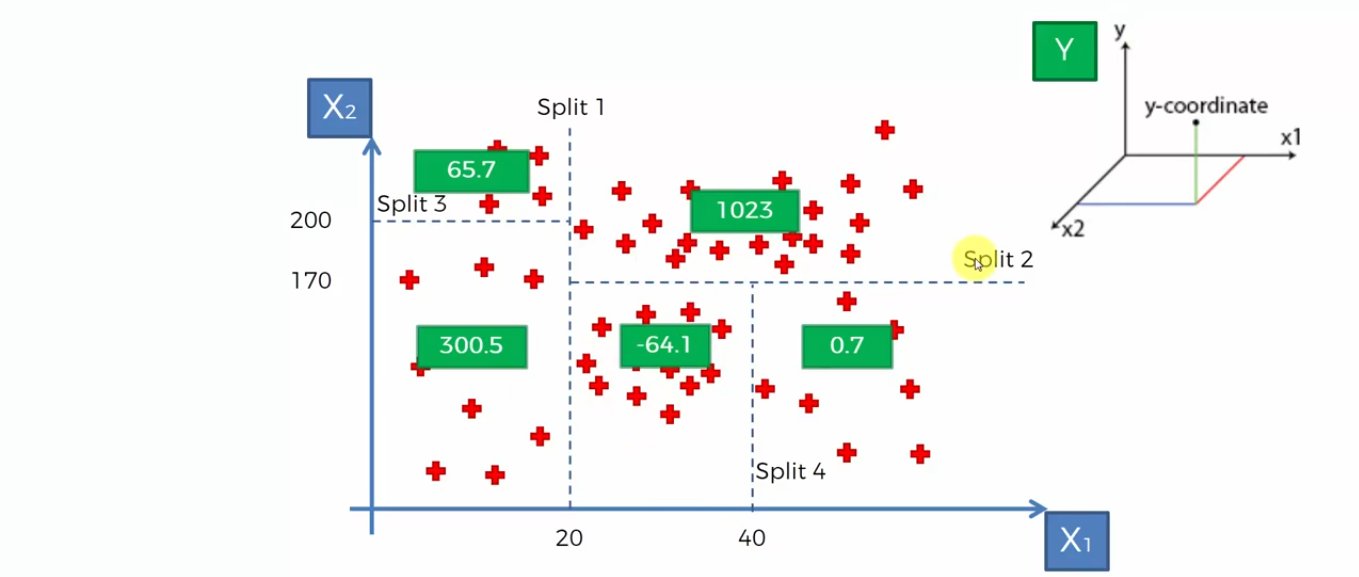 Y
y
y-coordinate
x1
x2
X2
Split 1
65.7
Split 3
200
1023
Split 2
170
300.5
-64.1
0.7
Split 4
20
40
X1